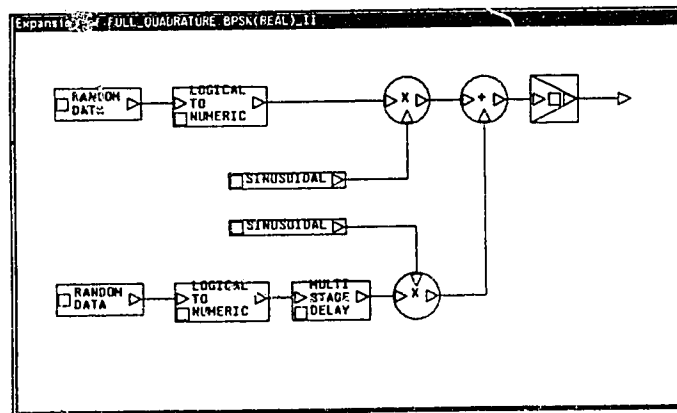 FULL_QUADRATURE BPSK(REAL)_II
RANDOM
DATA
LOGICAL
TO
NUMERIC
X
+
SINUSOIDAL
SINUSOIDAL
RANDOM
DATA
LOGICAL
TO
NUMERIC
MULTI
STAGE
DELAY
X